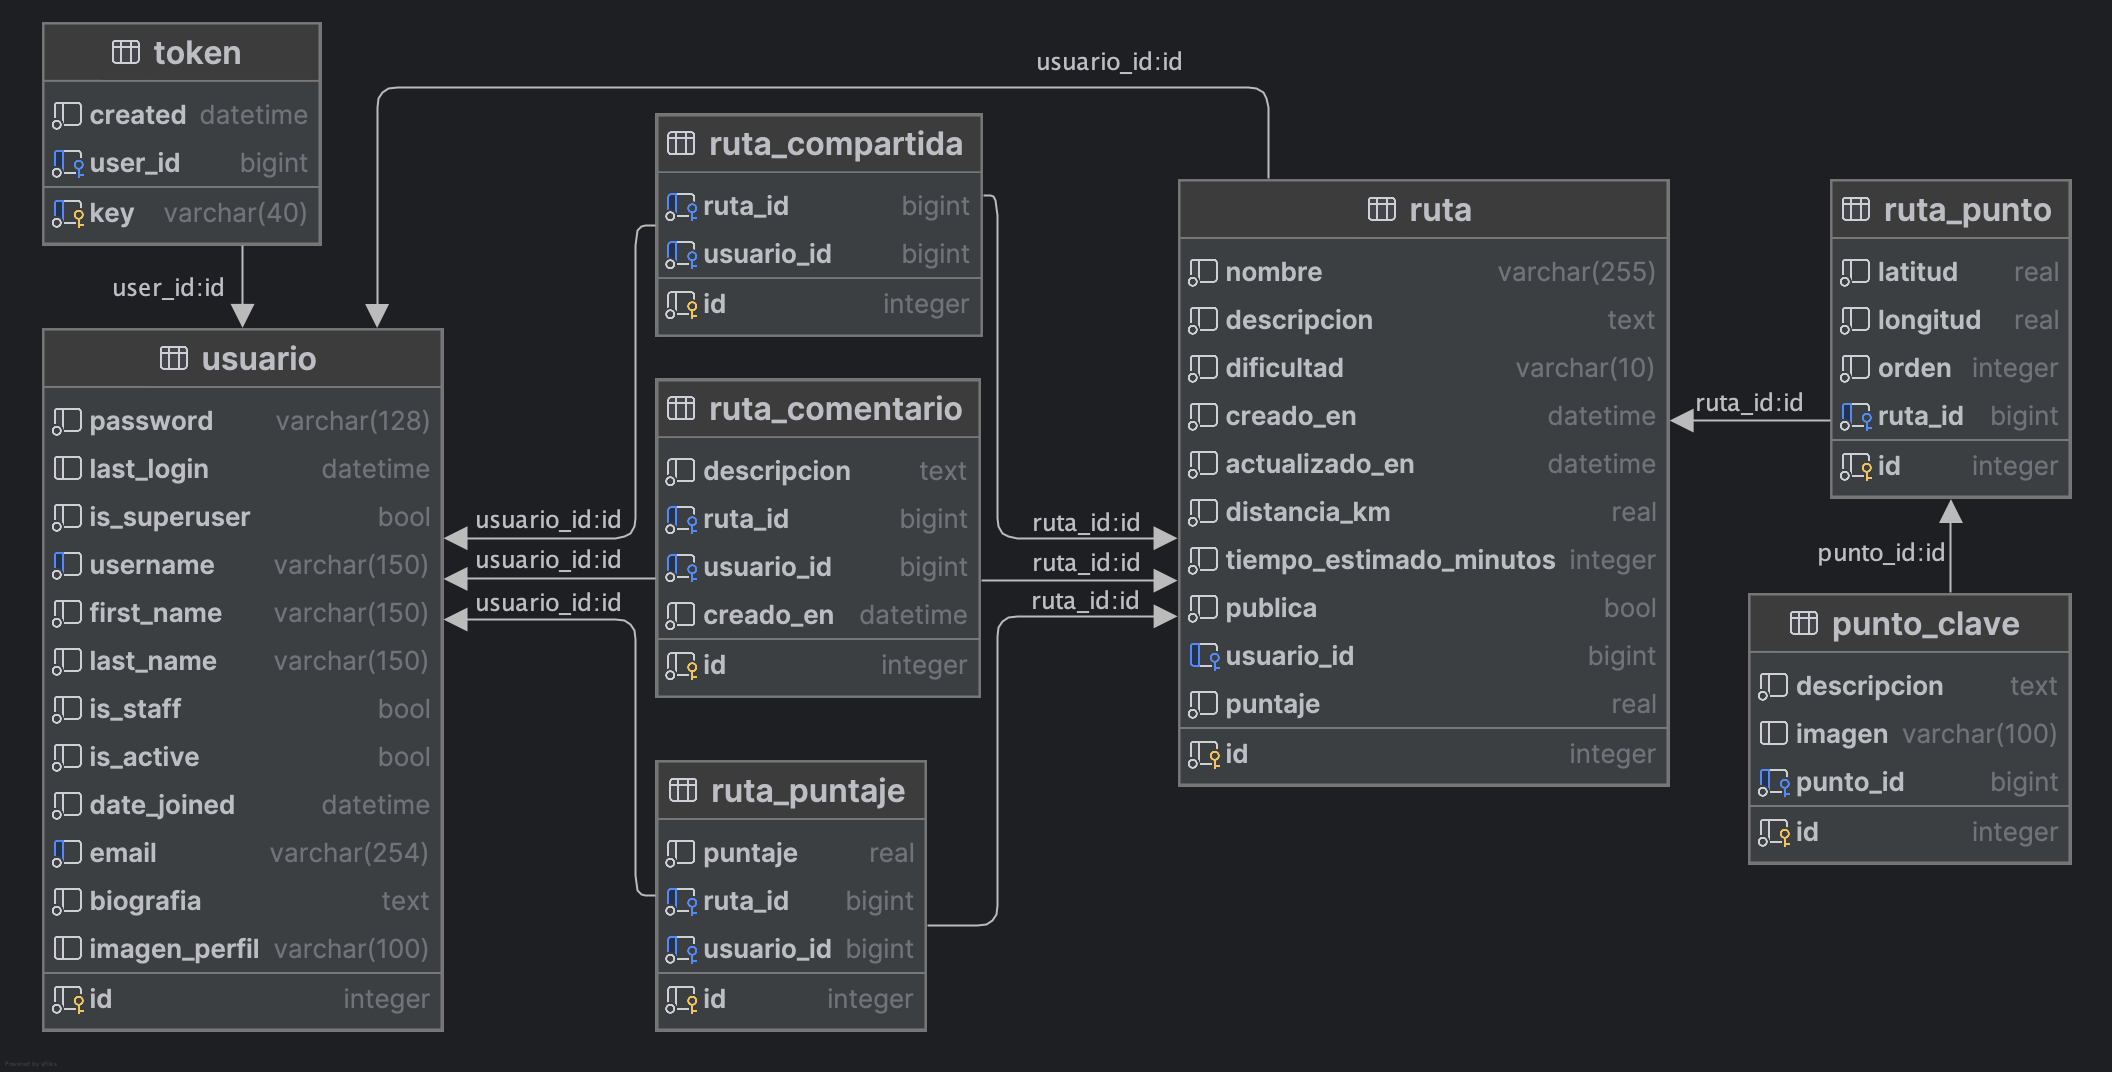 token
created datetime
user_id bigint
key varchar(40)
user_id:id
usuario_id:id
usuario
password varchar(128)
last_login datetime
is_superuser bool
username varchar(150)
first_name varchar(150)
last_name varchar(150)
is_staff bool
is_active bool
date_joined datetime
email varchar(254)
biografia text
imagen_perfil varchar(100)
id integer
ruta_compartida
ruta_id bigint
usuario_id bigint
id integer
usuario_id:id
usuario_id:id
usuario_id:id
ruta_comentario
descripcion text
ruta_id bigint
usuario_id bigint
creado_en datetime
id integer
ruta_puntaje
puntaje real
ruta_id bigint
usuario_id bigint
id integer
ruta_id:id
ruta_id:id
ruta_id:id
ruta
nombre varchar(255)
descripcion text
dificultad varchar(10)
creado_en datetime
actualizado_en datetime
distancia_km real
tiempo_estimado_minutos integer
publica bool
usuario_id bigint
puntaje real
id integer
ruta_id:id
ruta_punto
latitud real
longitud real
orden integer
ruta_id bigint
id integer
punto_id:id
punto_clave
descripcion text
imagen varchar(100)
punto_id bigint
id integer